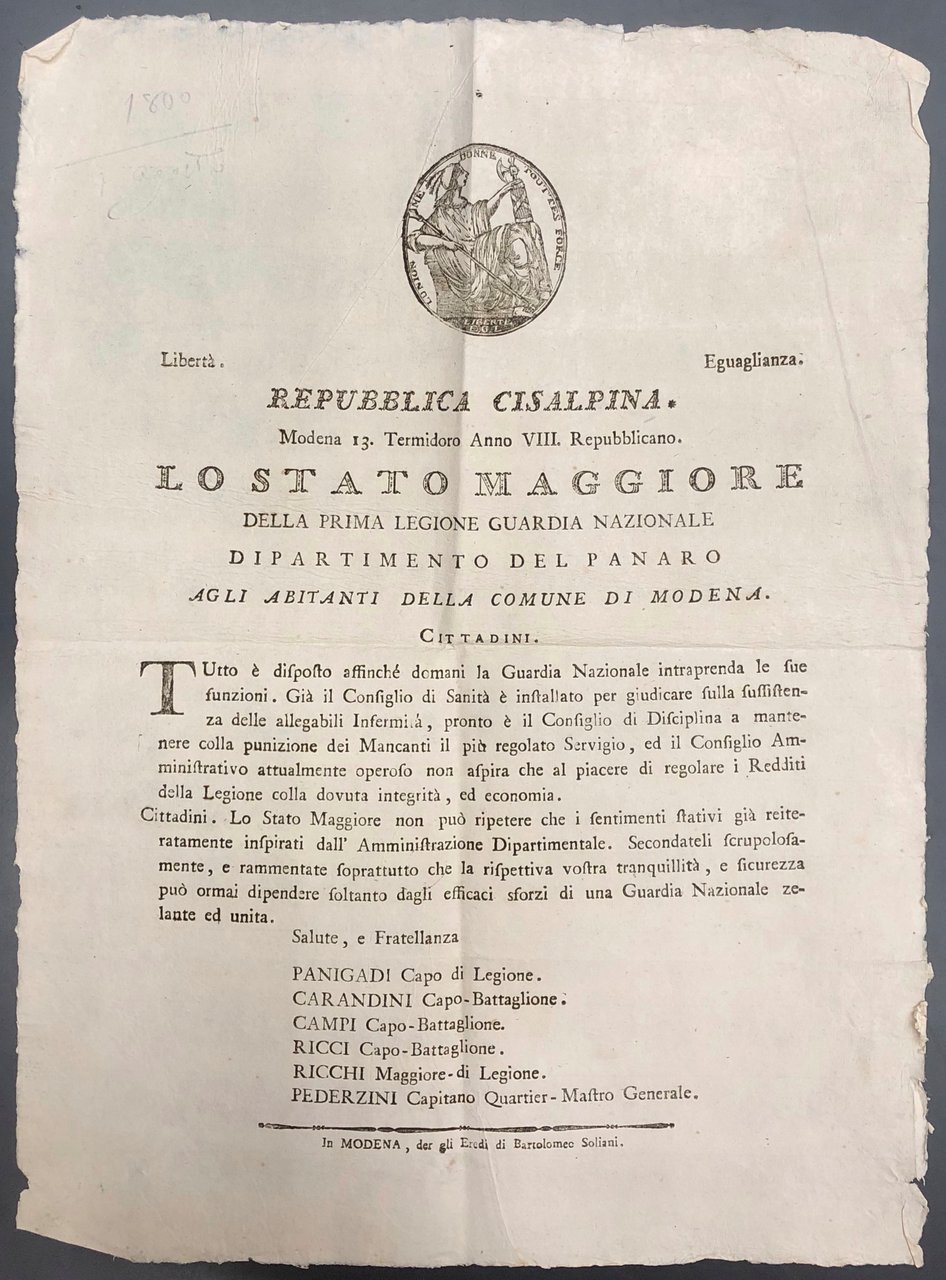 1800
L'UNION LINE DONNE TOUTTES FORCE
LIBERTÉ
EGL
Libertà.
Eguaglianza.
REPUBBLICA CISALPINA.
Modena 13. Termidoro Anno VIII. Repubblicano.
LO STATO MAGGIORE
DELLA PRIMA LEGIONE GUARDIA NAZIONALE
DIPARTIMENTO DEL PANARO
AGLI ABITANTI DELLA COMUNE DI MODENA.
CITTADINI.
TUtto è diſpoſto affinché domani la Guardia Nazionale intraprenda le ſue
funzioni. Già il Conſiglio di Sanità è inſtallato per giudicare ſulla ſuſſiſten-
za delle allegabili Infermità, pronto è il Conſiglio di Diſciplina a mante-
nere colla punizione dei Mancanti il più regolato Servigio, ed il Conſiglio Am-
miniſtrativo attualmente operoſo non aſpira che al piacere di regolare i Redditi
della Legione colla dovuta integrità, ed economia.
Cittadini. Lo Stato Maggiore non può ripetere che i ſentimenti ſtativi già reite-
ratamente inſpirati dall' Amminiſtrazione Dipartimentale. Secondateli ſcrupoloſa-
mente, e rammentate ſoprattutto che la riſpettiva voſtra tranquillità, e ſicurezza
può ormai dipendere ſoltanto dagli efficaci sforzi di una Guardia Nazionale ze-
lante ed unita.
Salute, e Fratellanza
PANIGADI Capo di Legione.
CARANDINI Capo-Battaglione.
CAMPI Capo-Battaglione.
RICCI Capo-Battaglione.
RICCHI Maggiore-di Legione.
PEDERZINI Capitano Quartier-Maſtro Generale.
In MODENA, der gli Eredi di Bartolomeo Soliani.